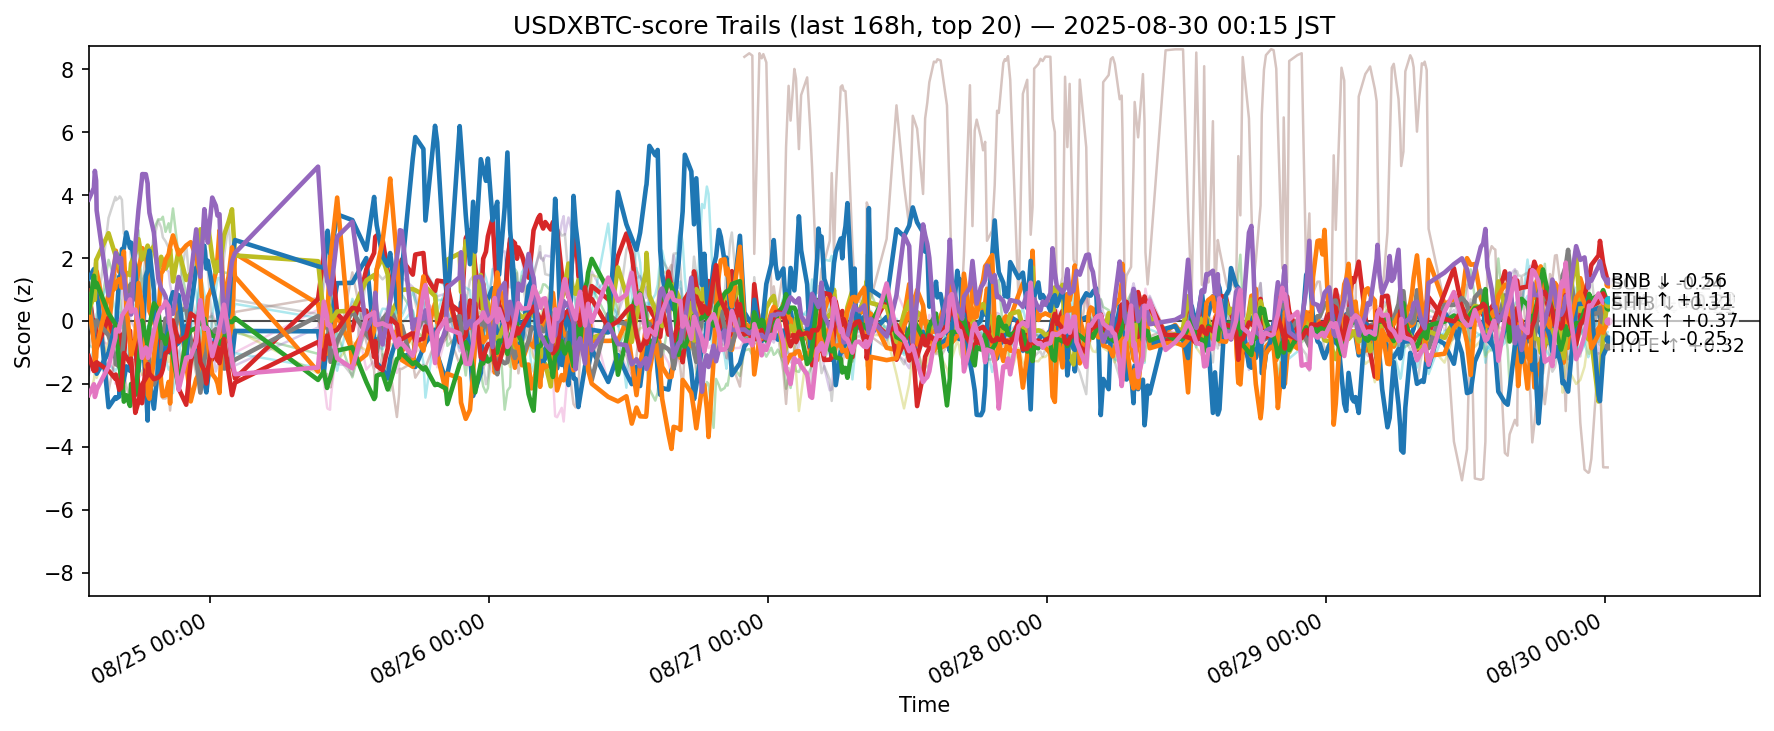 USDXBTC-score Trails (last 168h, top 20) — 2025-08-30 00:15 JST
Score (z)
8
6
4
2
0
−2
−4
−6
−8
BNB ↓ -0.56
ETH ↑ +1.11
LINK ↑ +0.37
DOT ↓ -0.25
HYPE ↑ +0.32
08/25 00:00
08/26 00:00
08/27 00:00
08/28 00:00
08/29 00:00
08/30 00:00
Time